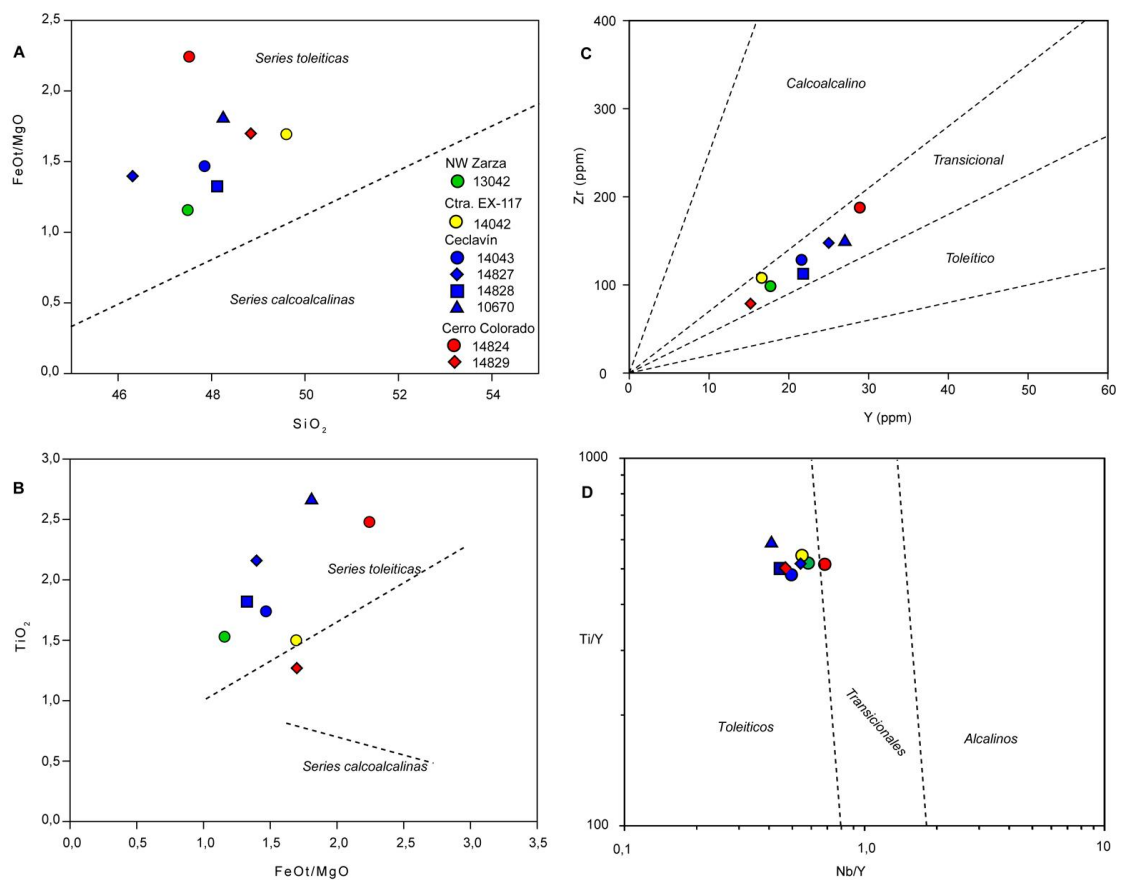 A
2,5
2,0
1,5
1,0
0,5
0,0
FeOt/MgO
46
48
50
52
54
SiO2
Series toleiticas
Series calcoalcalinas
NW Zarza
13042
Ctra. EX-117
14042
Ceclavín
14043
14827
14828
10670
Cerro Colorado
14824
14829
C
400
300
200
100
0
Zr (ppm)
0
10
20
30
40
50
60
Y (ppm)
Calcoalcalino
Transicional
Toleítico
B
3,0
2,5
2,0
1,5
1,0
0,5
0,0
TiO2
0,0
0,5
1,0
1,5
2,0
2,5
3,0
3,5
FeOt/MgO
Series toleiticas
Series calcoalcalinas
D
1000
Ti/Y
100
0,1
1,0
10
Nb/Y
Toleiticos
Transicionales
Alcalinos